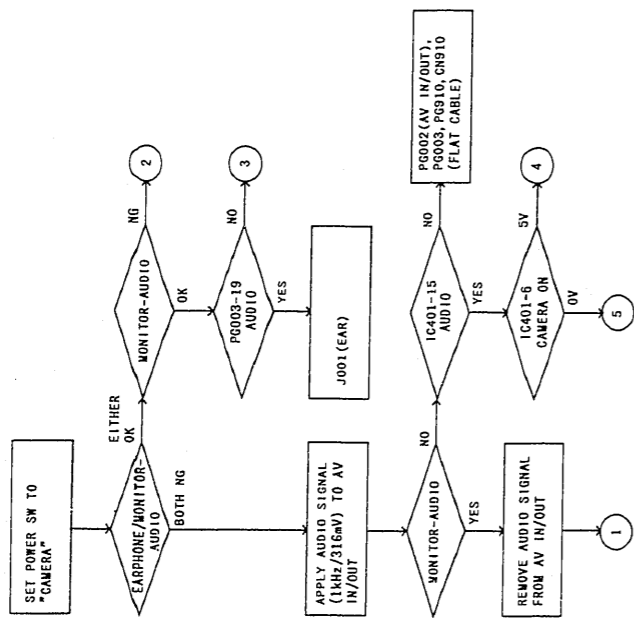 SET POWER SW TO
"CAMERA"
EARPHONE/MONITOR-
AUDIO
EITHER
OK
BOTH NG
MONITOR-AUDIO
NG
2
OK
PG003-19
AUDIO
NO
3
YES
J001(EAR)
APPLY AUDIO SIGNAL
(1kHz/316mV) TO AV
IN/OUT
MONITOR-AUDIO
NO
YES
REMOVE AUDIO SIGNAL
FROM AV IN/OUT
1
IC401-15
AUDIO
NO
PG002(AV IN/OUT),
PG003,PG910,CN910
(FLAT CABLE)
YES
IC401-6
CAMERA ON
5V
4
0V
5